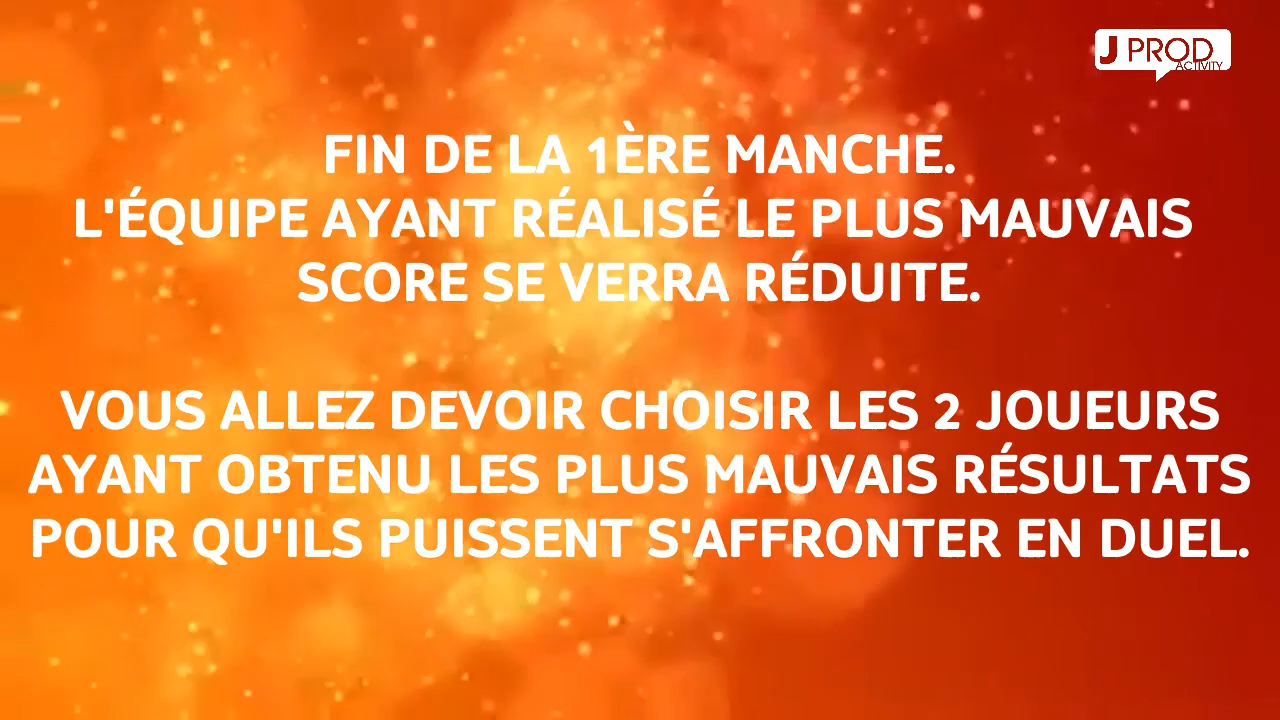 J PROD
ACTIVITY
FIN DE LA 1ÈRE MANCHE.
L'ÉQUIPE AYANT RÉALISÉ LE PLUS MAUVAIS
SCORE SE VERRA RÉDUITE.
VOUS ALLEZ DEVOIR CHOISIR LES 2 JOUEURS
AYANT OBTENU LES PLUS MAUVAIS RÉSULTATS
POUR QU'ILS PUISSENT S'AFFRONTER EN DUEL.